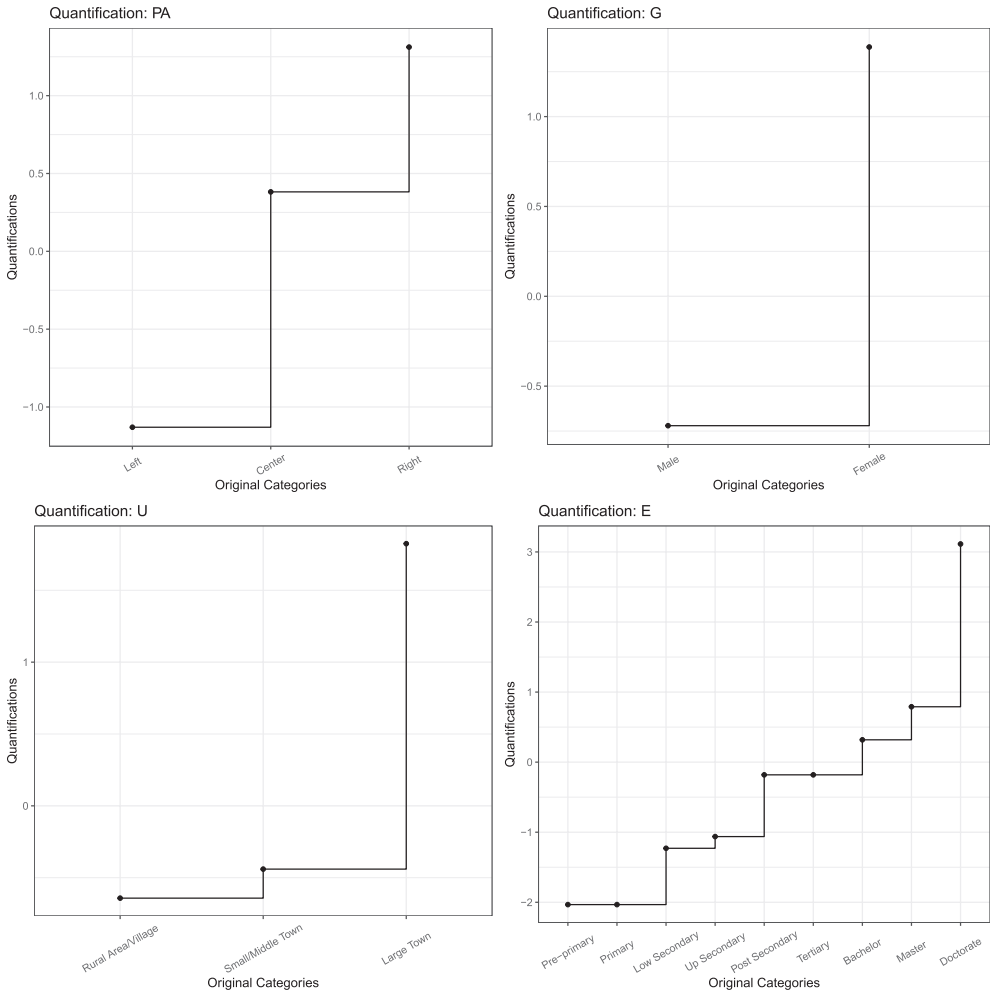 Quantification: PA
Quantifications
1.0
0.5
0.0
−0.5
−1.0
Left
Center
Right
Original Categories
Quantification: G
Quantifications
1.0
0.5
0.0
−0.5
Male
Female
Original Categories
Quantification: U
Quantifications
1
0
Rural Area/Village
Small/Middle Town
Large Town
Original Categories
Quantification: E
Quantifications
3
2
1
0
−1
−2
Pre−primary
Primary
Low Secondary
Up Secondary
Post Secondary
Tertiary
Bachelor
Master
Doctorate
Original Categories